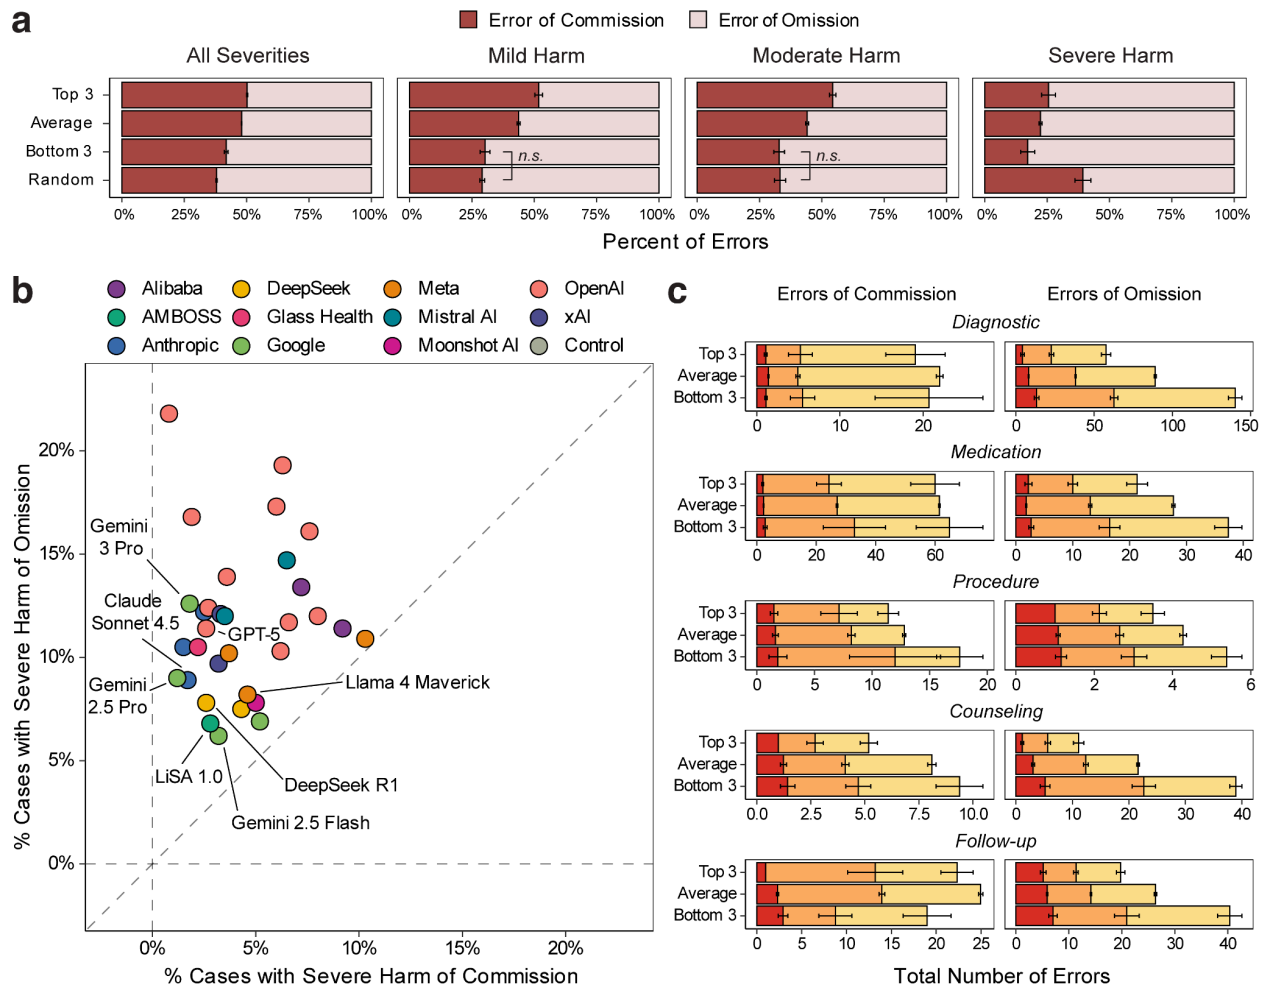 a
Error of Commission
Error of Omission
All Severities
Mild Harm
Moderate Harm
Severe Harm
Top 3
Average
Bottom 3
Random
n.s.
n.s.
0% 25% 50% 75% 100%
0% 25% 50% 75% 100%
0% 25% 50% 75% 100%
0% 25% 50% 75% 100%
Percent of Errors
b
Alibaba DeepSeek Meta OpenAI
AMBOSS Glass Health Mistral AI xAI
Anthropic Google Moonshot AI Control
% Cases with Severe Harm of Omission
20%
15%
10%
5%
0%
Gemini
3 Pro
Claude
Sonnet 4.5
GPT-5
Gemini
2.5 Pro
Llama 4 Maverick
LiSA 1.0
DeepSeek R1
Gemini 2.5 Flash
0% 5% 10% 15% 20%
% Cases with Severe Harm of Commission
c
Errors of Commission
Errors of Omission
Diagnostic
Top 3
Average
Bottom 3
0 10 20
0 50 100 150
Medication
Top 3
Average
Bottom 3
0 20 40 60
0 10 20 30 40
Procedure
Top 3
Average
Bottom 3
0 5 10 15 20
0 2 4 6
Counseling
Top 3
Average
Bottom 3
0.0 2.5 5.0 7.5 10.0
0 10 20 30 40
Follow-up
Top 3
Average
Bottom 3
0 5 10 15 20 25
0 10 20 30 40
Total Number of Errors